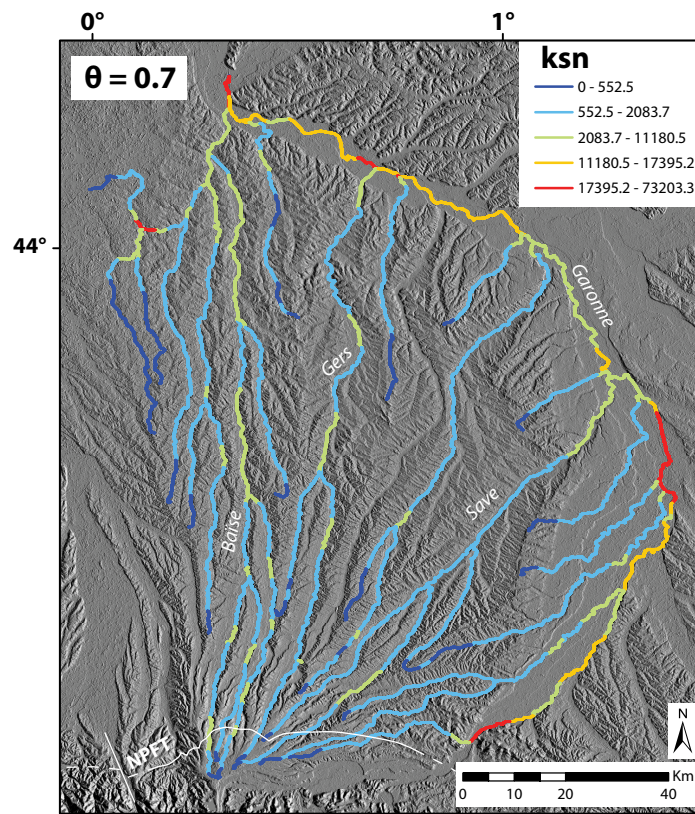 0° 1°
θ = 0.7
ksn
0 - 552.5
552.5 - 2083.7
2083.7 - 11180.5
11180.5 - 17395.2
17395.2 - 73203.3
44°
Garonne
Gers
Save
Baïse
NPFT
N
Km
0 10 20 40